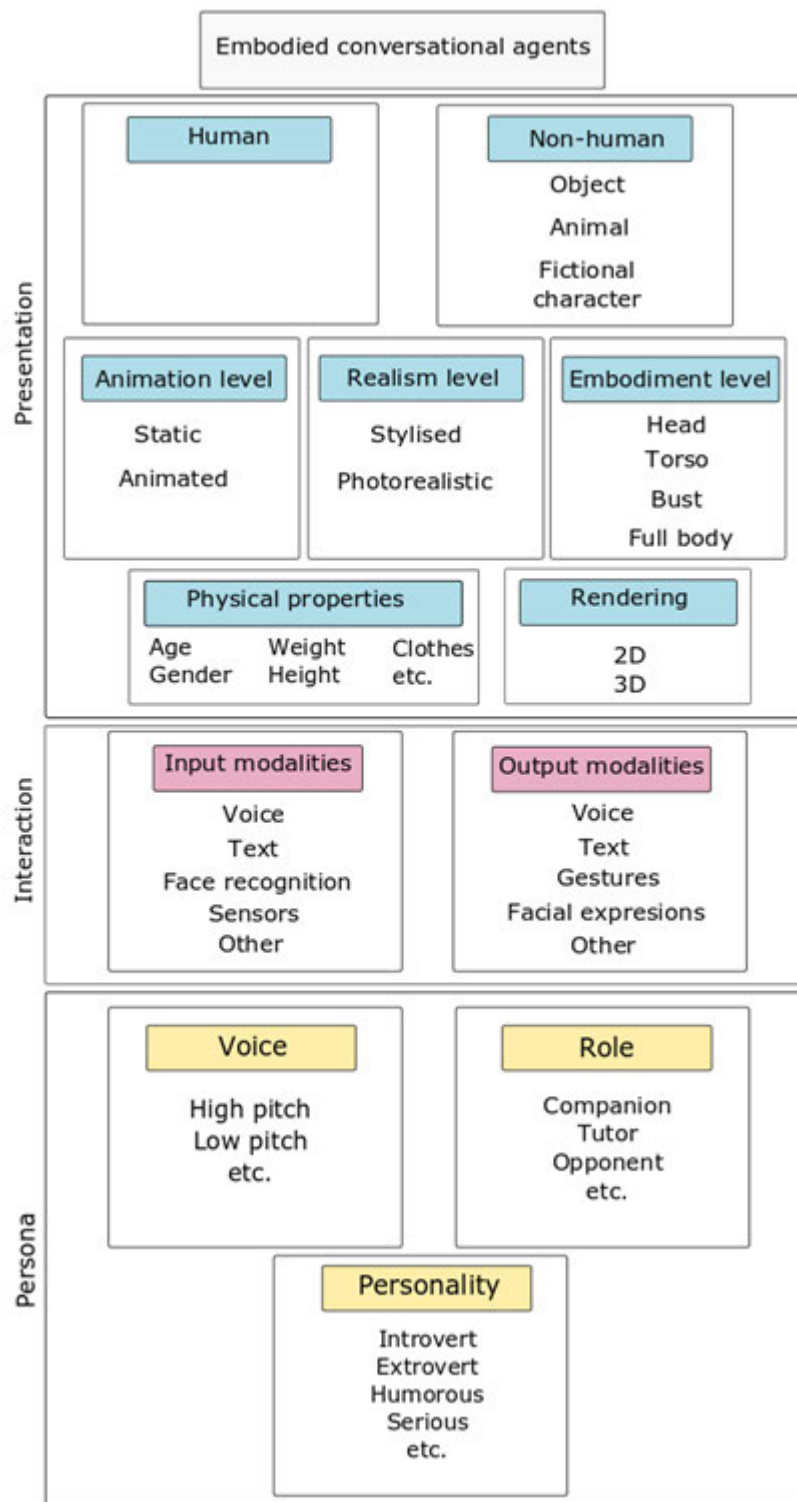 Embodied conversational agents
Presentation
Human
Non-human
Object
Animal
Fictional
character
Animation level
Static
Animated
Realism level
Stylised
Photorealistic
Embodiment level
Head
Torso
Bust
Full body
Physical properties
Age Weight Clothes
Gender Height etc.
Rendering
2D
3D
Interaction
Input modalities
Voice
Text
Face recognition
Sensors
Other
Output modalities
Voice
Text
Gestures
Facial expresions
Other
Persona
Voice
High pitch
Low pitch
etc.
Role
Companion
Tutor
Opponent
etc.
Personality
Introvert
Extrovert
Humorous
Serious
etc.